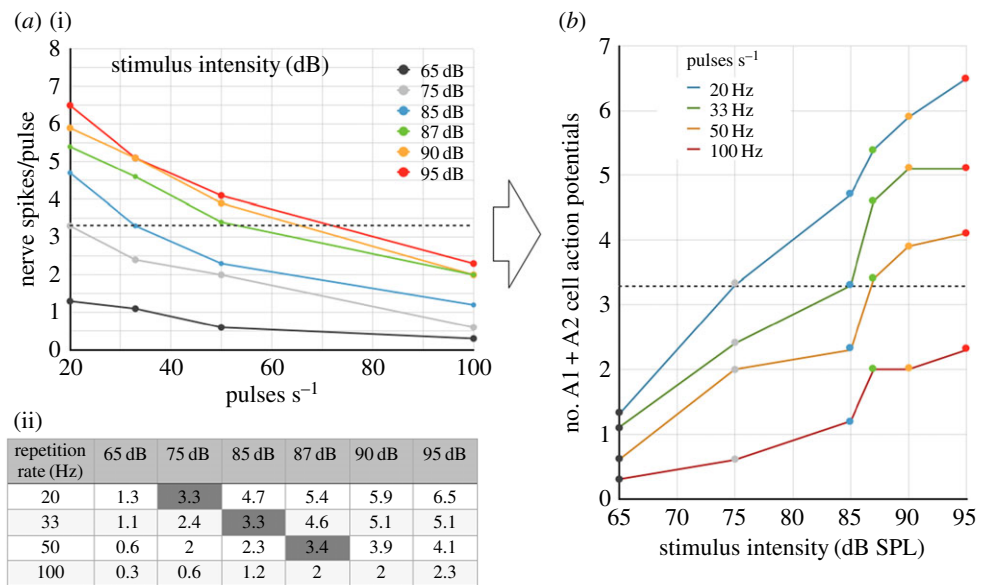 (a) (i)
stimulus intensity (dB)
nerve spikes/pulse
8
7
6
5
4
3
2
1
0
65 dB
75 dB
85 dB
87 dB
90 dB
95 dB
20 40 60 80 100
pulses s⁻¹
(ii)
repetition rate (Hz) 65 dB 75 dB 85 dB 87 dB 90 dB 95 dB
20 1.3 3.3 4.7 5.4 5.9 6.5
33 1.1 2.4 3.3 4.6 5.1 5.1
50 0.6 2 2.3 3.4 3.9 4.1
100 0.3 0.6 1.2 2 2 2.3
(b)
no. A1 + A2 cell action potentials
7
6
5
4
3
2
1
0
pulses s⁻¹
20 Hz
33 Hz
50 Hz
100 Hz
65 70 75 80 85 90 95
stimulus intensity (dB SPL)